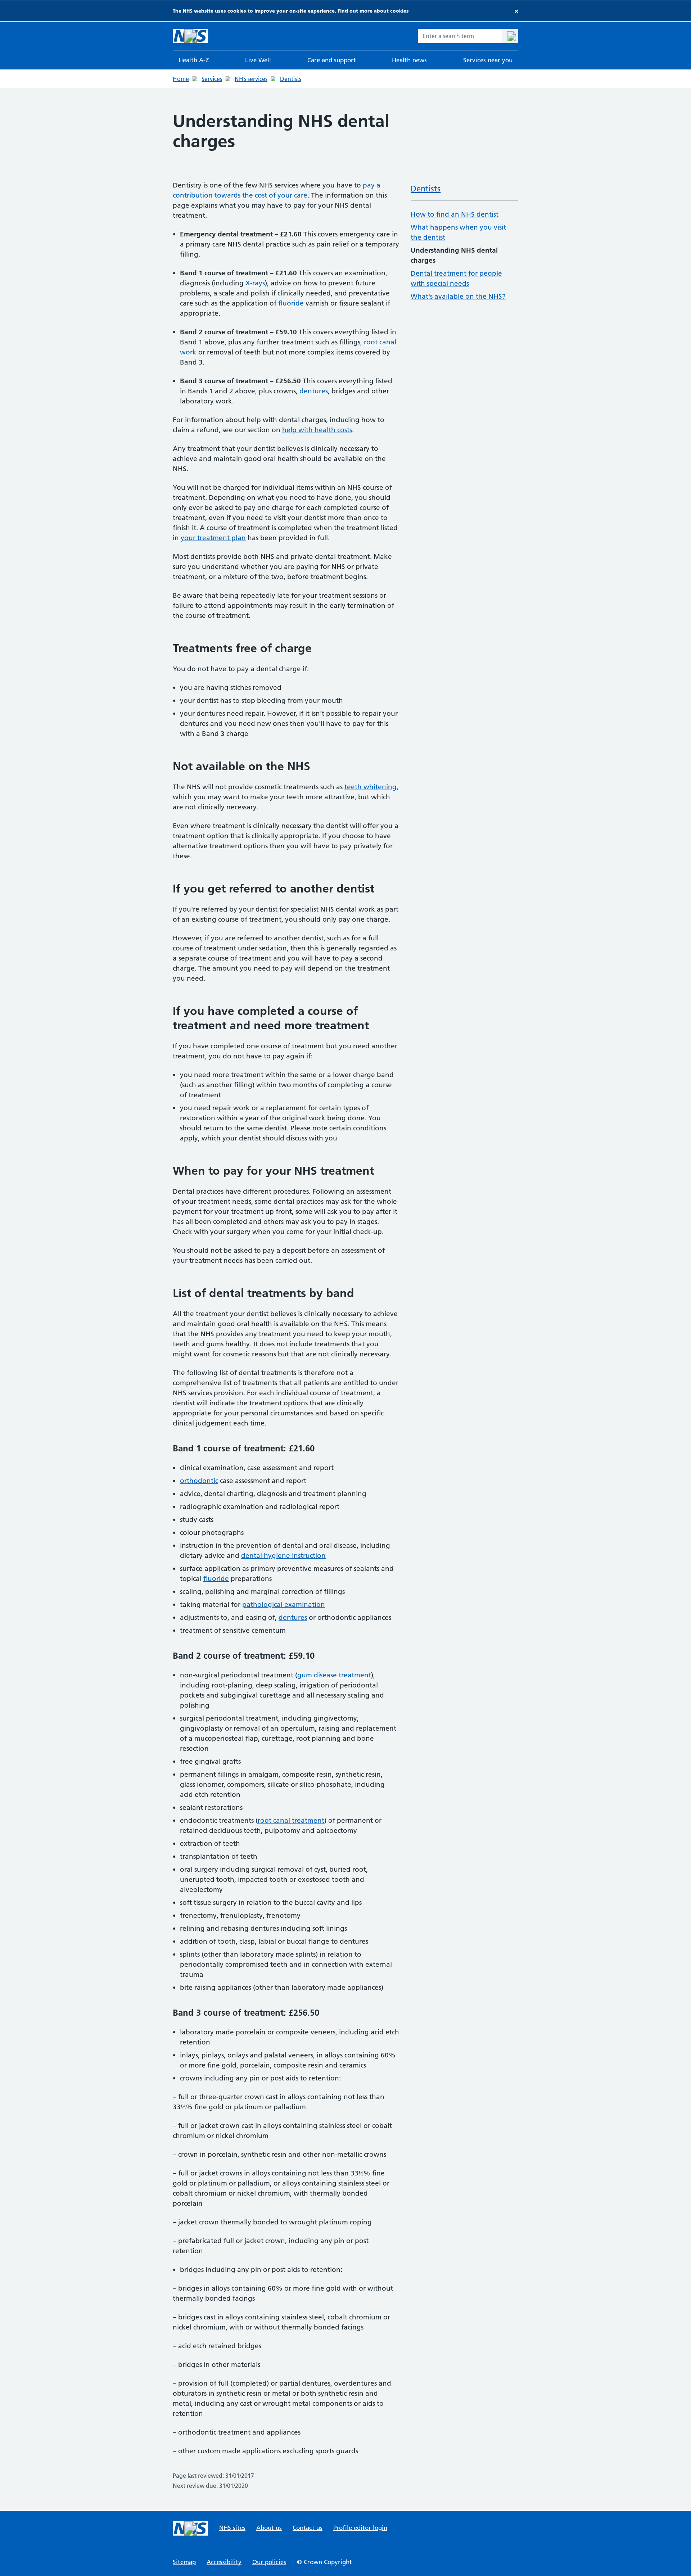 The NHS website uses cookies to improve your on-site experience. Find out more about cookies
×
NHS
Enter a search term
Health A-Z
Live Well
Care and support
Health news
Services near you
Home
Services
NHS services
Dentists
Understanding NHS dental
charges
Dentistry is one of the few NHS services where you have to pay a
contribution towards the cost of your care. The information on this
page explains what you may have to pay for your NHS dental
treatment.
• Emergency dental treatment – £21.60 This covers emergency care in
a primary care NHS dental practice such as pain relief or a temporary
filling.
• Band 1 course of treatment – £21.60 This covers an examination,
diagnosis (including X-rays), advice on how to prevent future
problems, a scale and polish if clinically needed, and preventative
care such as the application of fluoride varnish or fissure sealant if
appropriate.
• Band 2 course of treatment – £59.10 This covers everything listed in
Band 1 above, plus any further treatment such as fillings, root canal
work or removal of teeth but not more complex items covered by
Band 3.
• Band 3 course of treatment – £256.50 This covers everything listed
in Bands 1 and 2 above, plus crowns, dentures, bridges and other
laboratory work.
For information about help with dental charges, including how to
claim a refund, see our section on help with health costs.
Any treatment that your dentist believes is clinically necessary to
achieve and maintain good oral health should be available on the
NHS.
You will not be charged for individual items within an NHS course of
treatment. Depending on what you need to have done, you should
only ever be asked to pay one charge for each completed course of
treatment, even if you need to visit your dentist more than once to
finish it. A course of treatment is completed when the treatment listed
in your treatment plan has been provided in full.
Most dentists provide both NHS and private dental treatment. Make
sure you understand whether you are paying for NHS or private
treatment, or a mixture of the two, before treatment begins.
Be aware that being repeatedly late for your treatment sessions or
failure to attend appointments may result in the early termination of
the course of treatment.
Treatments free of charge
You do not have to pay a dental charge if:
• you are having stiches removed
• your dentist has to stop bleeding from your mouth
• your dentures need repair. However, if it isn't possible to repair your
dentures and you need new ones then you'll have to pay for this
with a Band 3 charge
Not available on the NHS
The NHS will not provide cosmetic treatments such as teeth whitening,
which you may want to make your teeth more attractive, but which
are not clinically necessary.
Even where treatment is clinically necessary the dentist will offer you a
treatment option that is clinically appropriate. If you choose to have
alternative treatment options then you will have to pay privately for
these.
If you get referred to another dentist
If you're referred by your dentist for specialist NHS dental work as part
of an existing course of treatment, you should only pay one charge.
However, if you are referred to another dentist, such as for a full
course of treatment under sedation, then this is generally regarded as
a separate course of treatment and you will have to pay a second
charge. The amount you need to pay will depend on the treatment
you need.
If you have completed a course of
treatment and need more treatment
If you have completed one course of treatment but you need another
treatment, you do not have to pay again if:
• you need more treatment within the same or a lower charge band
(such as another filling) within two months of completing a course
of treatment
• you need repair work or a replacement for certain types of
restoration within a year of the original work being done. You
should return to the same dentist. Please note certain conditions
apply, which your dentist should discuss with you
When to pay for your NHS treatment
Dental practices have different procedures. Following an assessment
of your treatment needs, some dental practices may ask for the whole
payment for your treatment up front, some will ask you to pay after it
has all been completed and others may ask you to pay in stages.
Check with your surgery when you come for your initial check-up.
You should not be asked to pay a deposit before an assessment of
your treatment needs has been carried out.
List of dental treatments by band
All the treatment your dentist believes is clinically necessary to achieve
and maintain good oral health is available on the NHS. This means
that the NHS provides any treatment you need to keep your mouth,
teeth and gums healthy. It does not include treatments that you
might want for cosmetic reasons but that are not clinically necessary.
The following list of dental treatments is therefore not a
comprehensive list of treatments that all patients are entitled to under
NHS services provision. For each individual course of treatment, a
dentist will indicate the treatment options that are clinically
appropriate for your personal circumstances and based on specific
clinical judgement each time.
Band 1 course of treatment: £21.60
• clinical examination, case assessment and report
• orthodontic case assessment and report
• advice, dental charting, diagnosis and treatment planning
• radiographic examination and radiological report
• study casts
• colour photographs
• instruction in the prevention of dental and oral disease, including
dietary advice and dental hygiene instruction
• surface application as primary preventive measures of sealants and
topical fluoride preparations
• scaling, polishing and marginal correction of fillings
• taking material for pathological examination
• adjustments to, and easing of, dentures or orthodontic appliances
• treatment of sensitive cementum
Band 2 course of treatment: £59.10
• non-surgical periodontal treatment (gum disease treatment),
including root-planing, deep scaling, irrigation of periodontal
pockets and subgingival curettage and all necessary scaling and
polishing
• surgical periodontal treatment, including gingivectomy,
gingivoplasty or removal of an operculum, raising and replacement
of a mucoperiosteal flap, curettage, root planning and bone
resection
• free gingival grafts
• permanent fillings in amalgam, composite resin, synthetic resin,
glass ionomer, compomers, silicate or silico-phosphate, including
acid etch retention
• sealant restorations
• endodontic treatments (root canal treatment) of permanent or
retained deciduous teeth, pulpotomy and apicoectomy
• extraction of teeth
• transplantation of teeth
• oral surgery including surgical removal of cyst, buried root,
unerupted tooth, impacted tooth or exostosed tooth and
alveolectomy
• soft tissue surgery in relation to the buccal cavity and lips
• frenectomy, frenuloplasty, frenotomy
• relining and rebasing dentures including soft linings
• addition of tooth, clasp, labial or buccal flange to dentures
• splints (other than laboratory made splints) in relation to
periodontally compromised teeth and in connection with external
trauma
• bite raising appliances (other than laboratory made appliances)
Band 3 course of treatment: £256.50
• laboratory made porcelain or composite veneers, including acid etch
retention
• inlays, pinlays, onlays and palatal veneers, in alloys containing 60%
or more fine gold, porcelain, composite resin and ceramics
• crowns including any pin or post aids to retention:
– full or three-quarter crown cast in alloys containing not less than
33⅓% fine gold or platinum or palladium
– full or jacket crown cast in alloys containing stainless steel or cobalt
chromium or nickel chromium
– crown in porcelain, synthetic resin and other non-metallic crowns
– full or jacket crowns in alloys containing not less than 33⅓% fine
gold or platinum or palladium, or alloys containing stainless steel or
cobalt chromium or nickel chromium, with thermally bonded
porcelain
– jacket crown thermally bonded to wrought platinum coping
– prefabricated full or jacket crown, including any pin or post
retention
• bridges including any pin or post aids to retention:
– bridges in alloys containing 60% or more fine gold with or without
thermally bonded facings
– bridges cast in alloys containing stainless steel, cobalt chromium or
nickel chromium, with or without thermally bonded facings
– acid etch retained bridges
– bridges in other materials
– provision of full (completed) or partial dentures, overdentures and
obturators in synthetic resin or metal or both synthetic resin and
metal, including any cast or wrought metal components or aids to
retention
– orthodontic treatment and appliances
– other custom made applications excluding sports guards
Page last reviewed: 31/01/2017
Next review due: 31/01/2020
Dentists
How to find an NHS dentist
What happens when you visit
the dentist
Understanding NHS dental
charges
Dental treatment for people
with special needs
What's available on the NHS?
NHS
NHS sites
About us
Contact us
Profile editor login
Sitemap
Accessibility
Our policies
© Crown Copyright